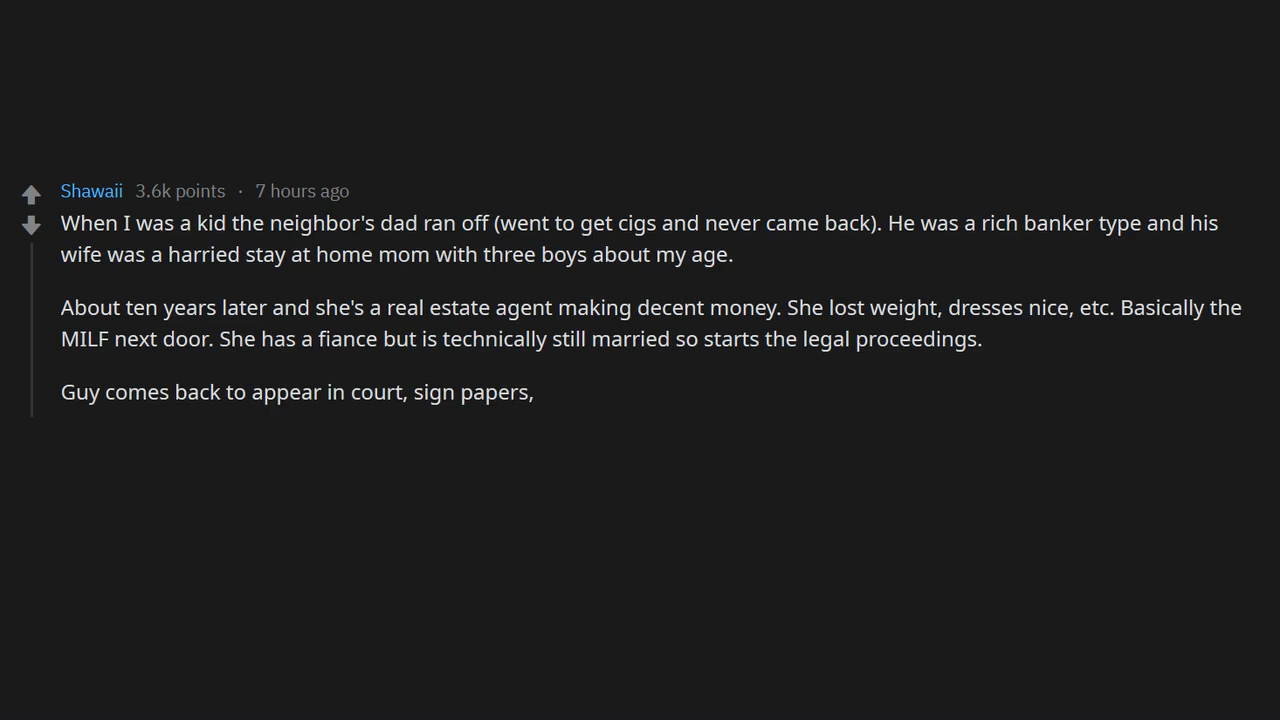 Shawaii 3.6k points · 7 hours ago
When I was a kid the neighbor's dad ran off (went to get cigs and never came back). He was a rich banker type and his
wife was a harried stay at home mom with three boys about my age.
About ten years later and she's a real estate agent making decent money. She lost weight, dresses nice, etc. Basically the
MILF next door. She has a fiance but is technically still married so starts the legal proceedings.
Guy comes back to appear in court, sign papers,